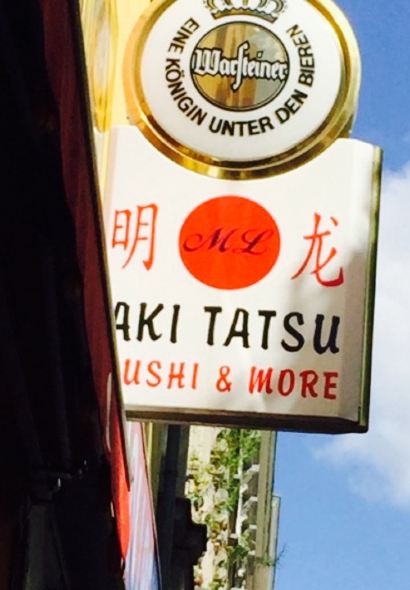 Warsteiner
EINE KÖNIGIN UNTER DEN BIEREN
明 ML 龙
AKI TATSU
USHI & MORE